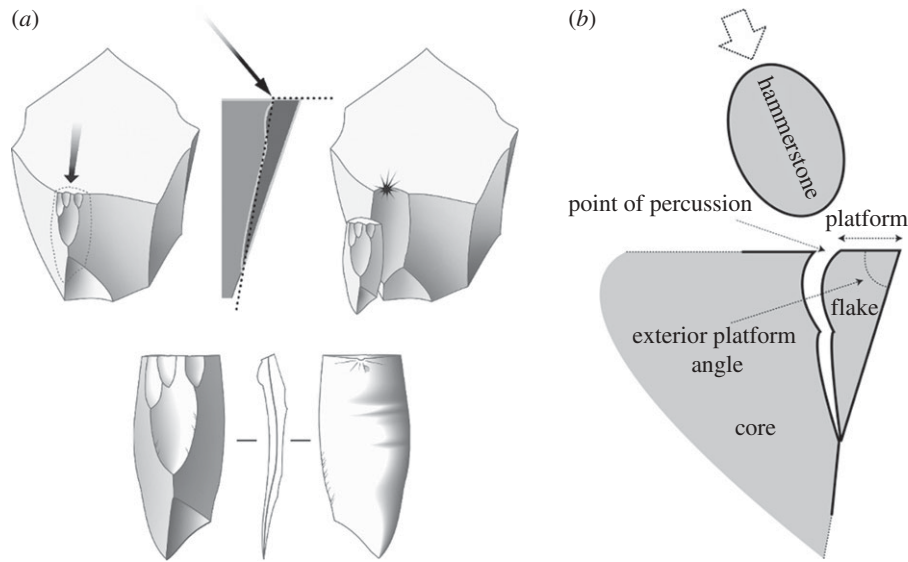 (a)
(b)
hammerstone
point of percussion
platform
flake
exterior platform
angle
core